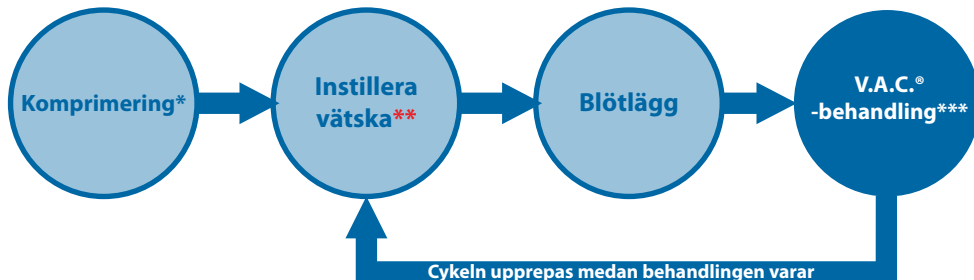 Komprimering*
Instillera
vätska**
Blötlägg
V.A.C.®
-behandling***
Cykeln upprepas medan behandlingen varar